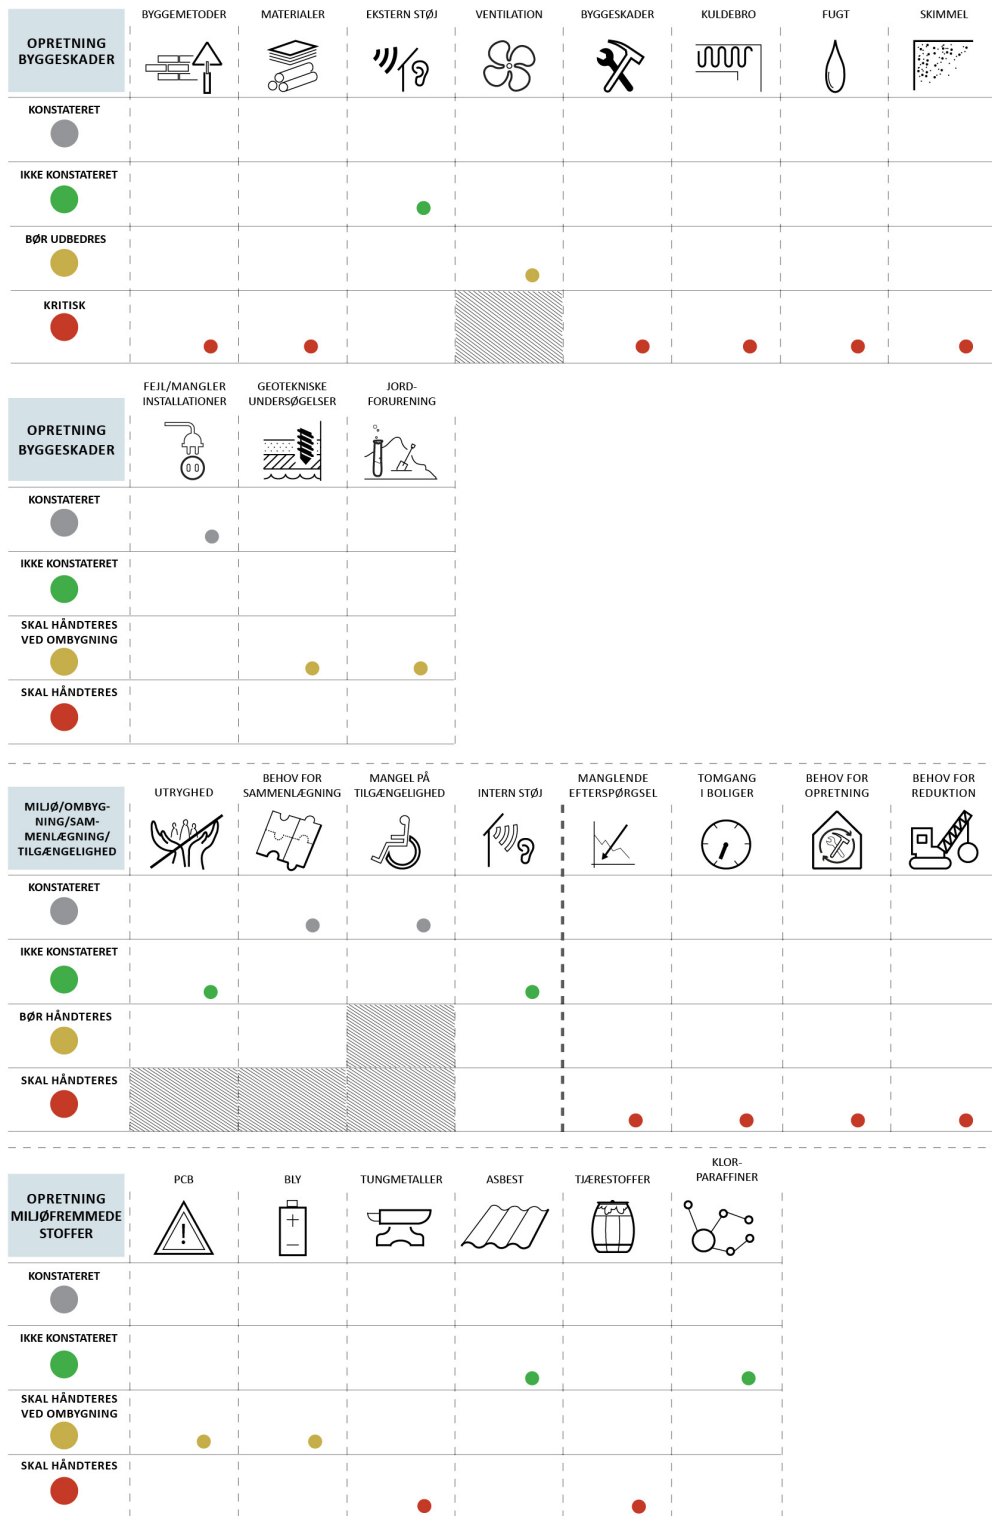 BYGGEMETODER
MATERIALER
EKSTERN STØJ
VENTILATION
BYGGESKADER
KULDEBRO
FUGT
SKIMMEL
OPRETNING
BYGGESKADER
KONSTATERET
IKKE KONSTATERET
BØR UDBEDRES
KRITISK
FEJL/MANGLER
INSTALLATIONER
GEOTEKNISKE
UNDERSØGELSER
JORD-
FORURENING
OPRETNING
BYGGESKADER
KONSTATERET
IKKE KONSTATERET
SKAL HÅNDTERES
VED OMBYGNING
SKAL HÅNDTERES
UTRYGHED
BEHOV FOR
SAMMENLÆGNING
MANGEL PÅ
TILGÆNGELIGHED
INTERN STØJ
MANGLENDE
EFTERSPØRGSEL
TOMGANG
I BOLIGER
BEHOV FOR
OPRETNING
BEHOV FOR
REDUKTION
MILJØ/OMBYG-
NING/SAM-
MENLÆGNING/
TILGÆNGELIGHED
KONSTATERET
IKKE KONSTATERET
BØR HÅNDTERES
SKAL HÅNDTERES
PCB
BLY
TUNGMETALLER
ASBEST
TJÆRESTOFFER
KLOR-
PARAFFINER
OPRETNING
MILJØFREMMEDE
STOFFER
KONSTATERET
IKKE KONSTATERET
SKAL HÅNDTERES
VED OMBYGNING
SKAL HÅNDTERES